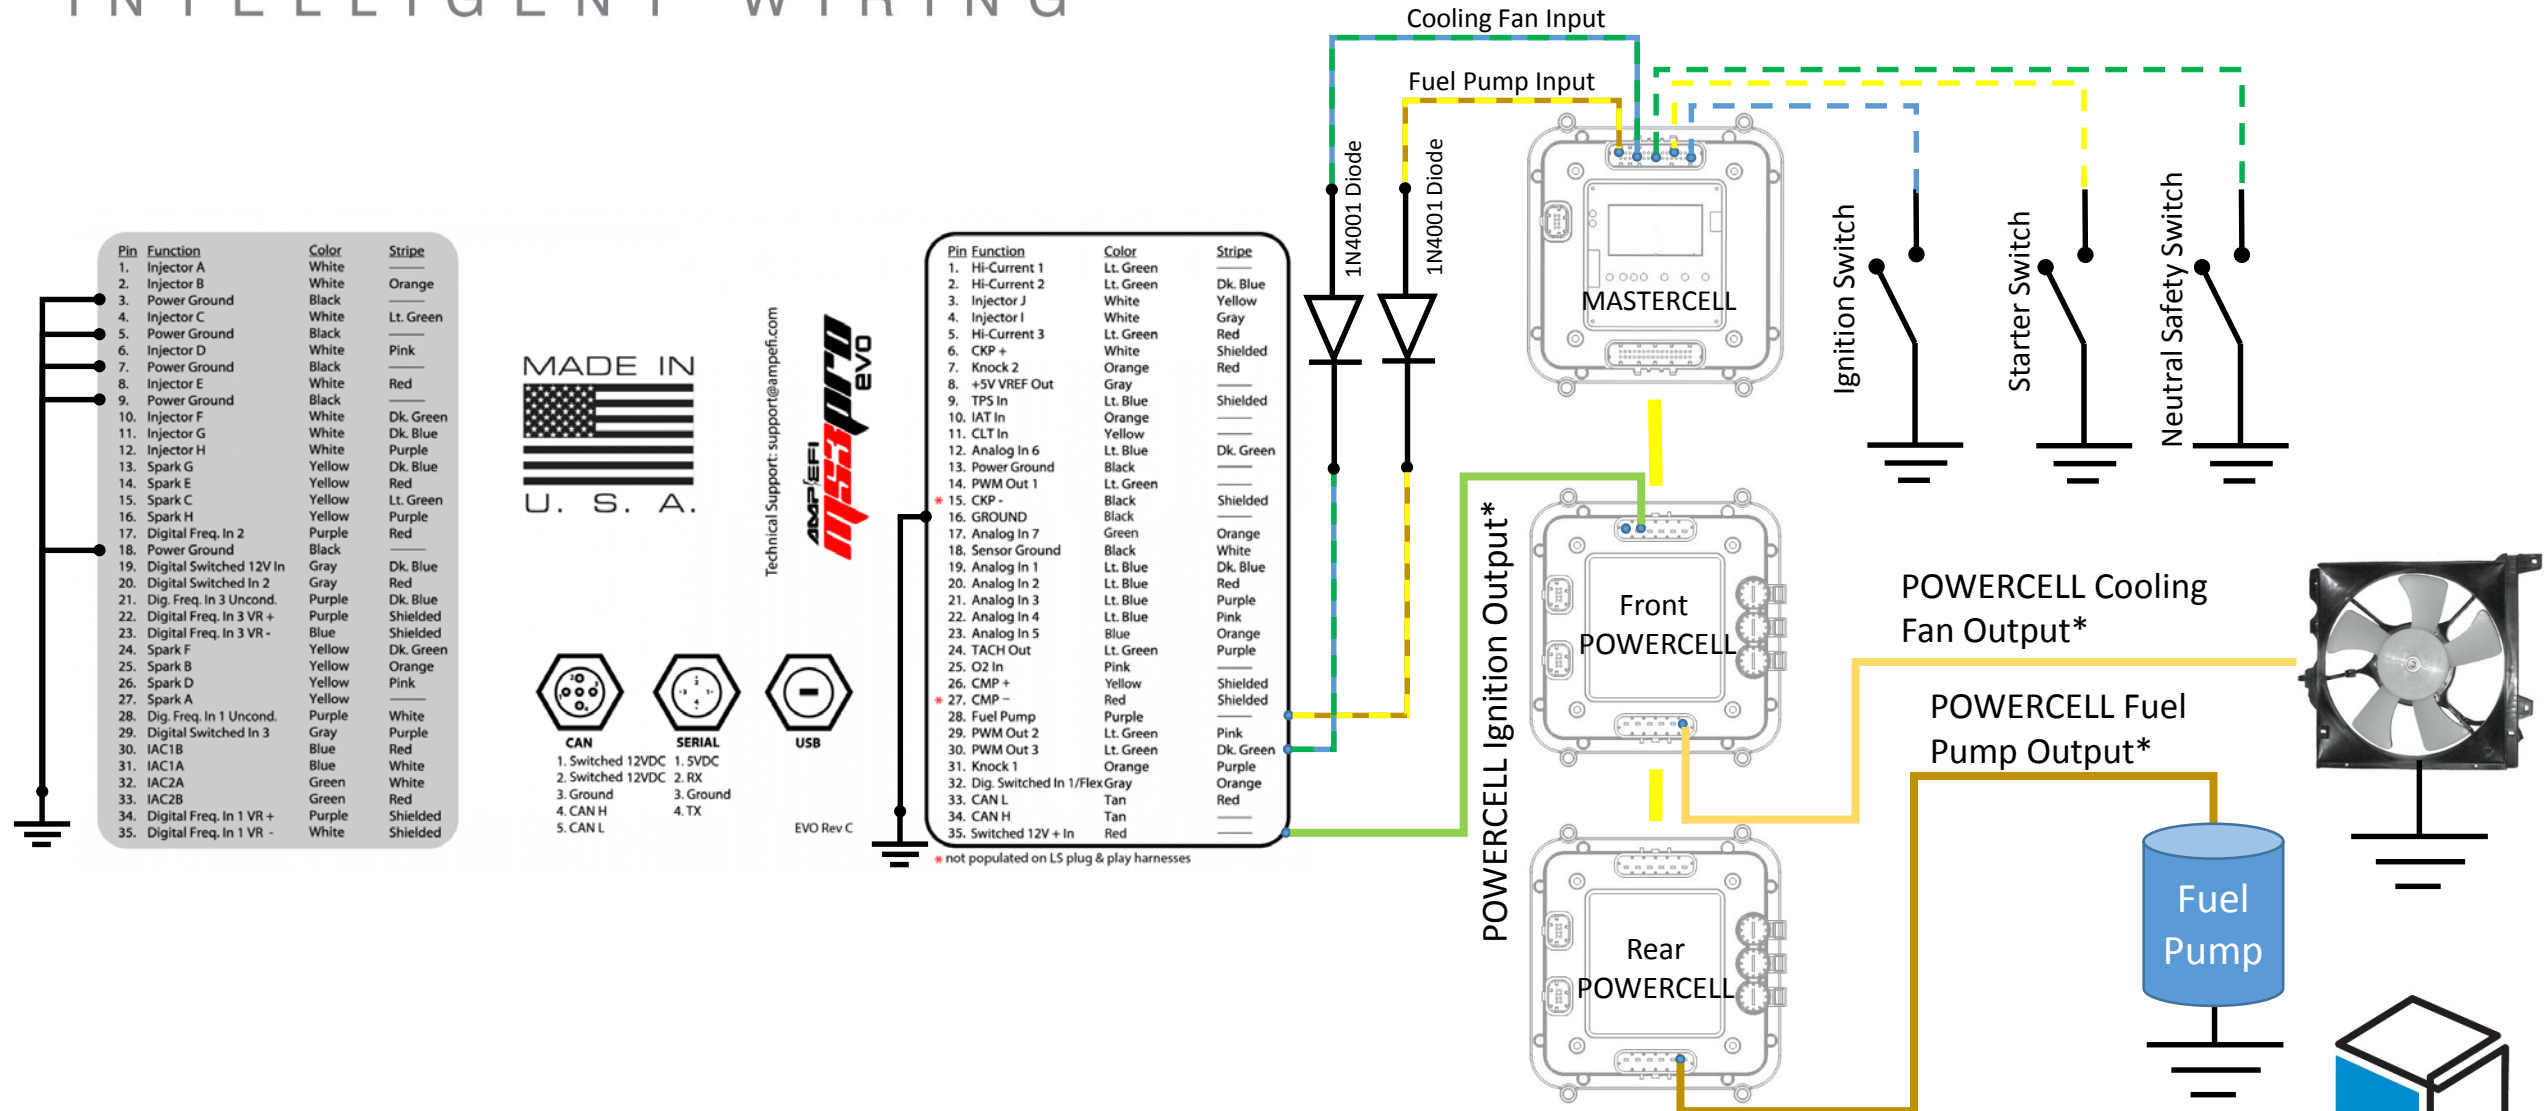 INTELLIGENT WIRING
Cooling Fan Input
Fuel Pump Input
1N4001 Diode
1N4001 Diode
MASTERCELL
Ignition Switch
Starter Switch
Neutral Safety Switch
Pin Function Color Stripe
1. Injector A White
2. Injector B White Orange
3. Power Ground Black
4. Injector C White Lt. Green
5. Power Ground Black
6. Injector D White Pink
7. Power Ground Black
8. Injector E White Red
9. Power Ground Black
10. Injector F White Dk. Green
11. Injector G White Dk. Blue
12. Injector H White Purple
13. Spark G Yellow Dk. Blue
14. Spark E Yellow Red
15. Spark C Yellow Lt. Green
16. Spark H Yellow Purple
17. Digital Freq. In 2 Purple Red
18. Power Ground Black
19. Digital Switched 12V In Gray Dk. Blue
20. Digital Switched In 2 Gray Red
21. Dig. Freq. In 3 Uncond. Purple Dk. Blue
22. Digital Freq. In 3 VR + Purple Shielded
23. Digital Freq. In 3 VR - Blue Shielded
24. Spark F Yellow Dk. Green
25. Spark B Yellow Orange
26. Spark D Yellow Pink
27. Spark A Yellow
28. Dig. Freq. In 1 Uncond. Purple White
29. Digital Switched In 3 Gray Purple
30. IAC1B Blue Red
31. IAC1A Blue White
32. IAC2A Green White
33. IAC2B Green Red
34. Digital Freq. In 1 VR + Purple Shielded
35. Digital Freq. In 1 VR - White Shielded
MADE IN
U. S. A.
Technical Support: support@ampefi.com
AMP EFI
MS3pro
evo
CAN
1. Switched 12VDC
2. Switched 12VDC
3. Ground
4. CAN H
5. CAN L
SERIAL
1. 5VDC
2. RX
3. Ground
4. TX
USB
EVO Rev C
Pin Function Color Stripe
1. Hi-Current 1 Lt. Green
2. Hi-Current 2 Lt. Green Dk. Blue
3. Injector J White Yellow
4. Injector I White Gray
5. Hi-Current 3 Lt. Green Red
6. CKP + White Shielded
7. Knock 2 Orange Red
8. +5V VREF Out Gray
9. TPS In Lt. Blue Shielded
10. IAT In Orange
11. CLT In Yellow
12. Analog In 6 Lt. Blue Dk. Green
13. Power Ground Black
14. PWM Out 1 Lt. Green
* 15. CKP - Black Shielded
16. GROUND Black
17. Analog In 7 Green Orange
18. Sensor Ground Black White
19. Analog In 1 Lt. Blue Dk. Blue
20. Analog In 2 Lt. Blue Red
21. Analog In 3 Lt. Blue Purple
22. Analog In 4 Lt. Blue Pink
23. Analog In 5 Blue Orange
24. TACH Out Lt. Green Purple
25. O2 In Pink
26. CMP + Yellow Shielded
* 27. CMP – Red Shielded
28. Fuel Pump Purple
29. PWM Out 2 Lt. Green Pink
30. PWM Out 3 Lt. Green Dk. Green
31. Knock 1 Orange Purple
32. Dig. Switched In 1/Flex Gray Orange
33. CAN L Tan Red
34. CAN H Tan
35. Switched 12V + In Red
* not populated on LS plug & play harnesses
POWERCELL Ignition Output*
Front
POWERCELL
Rear
POWERCELL
POWERCELL Cooling
Fan Output*
POWERCELL Fuel
Pump Output*
Fuel
Pump